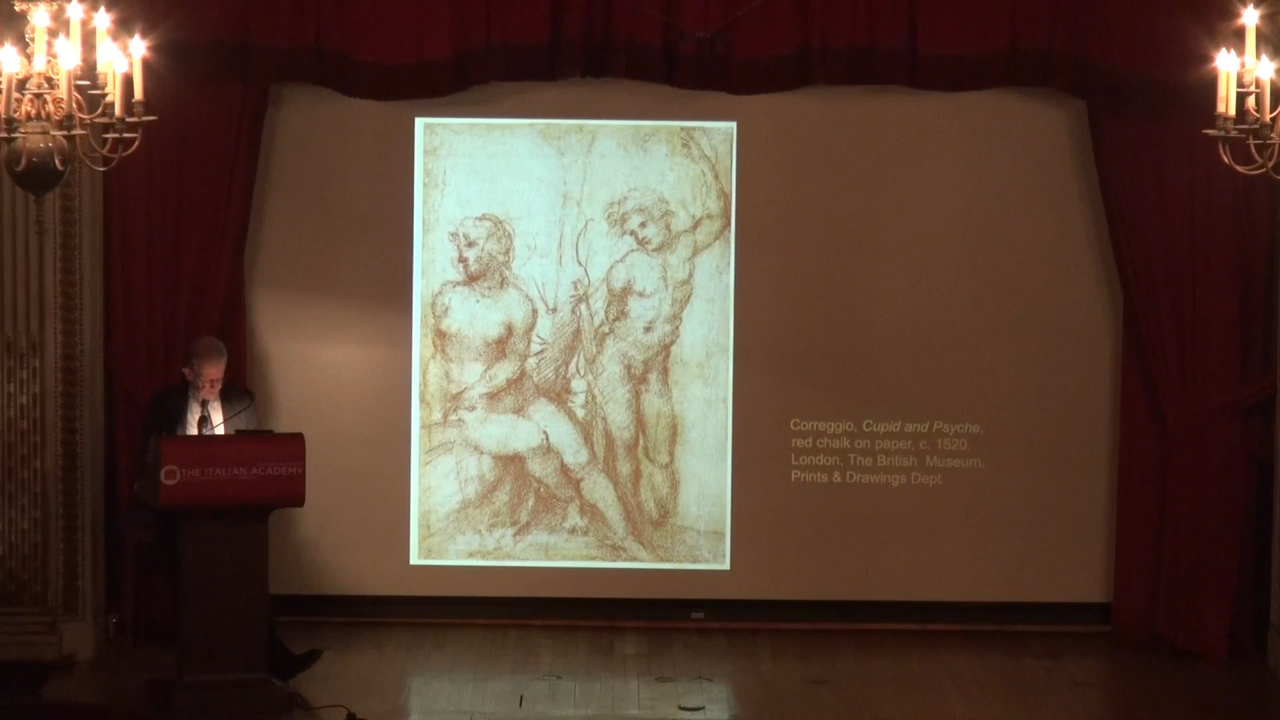 THE ITALIAN ACADEMY
Correggio, Cupid and Psyche,
red chalk on paper, c. 1520,
London, The British Museum,
Prints & Drawings Dept